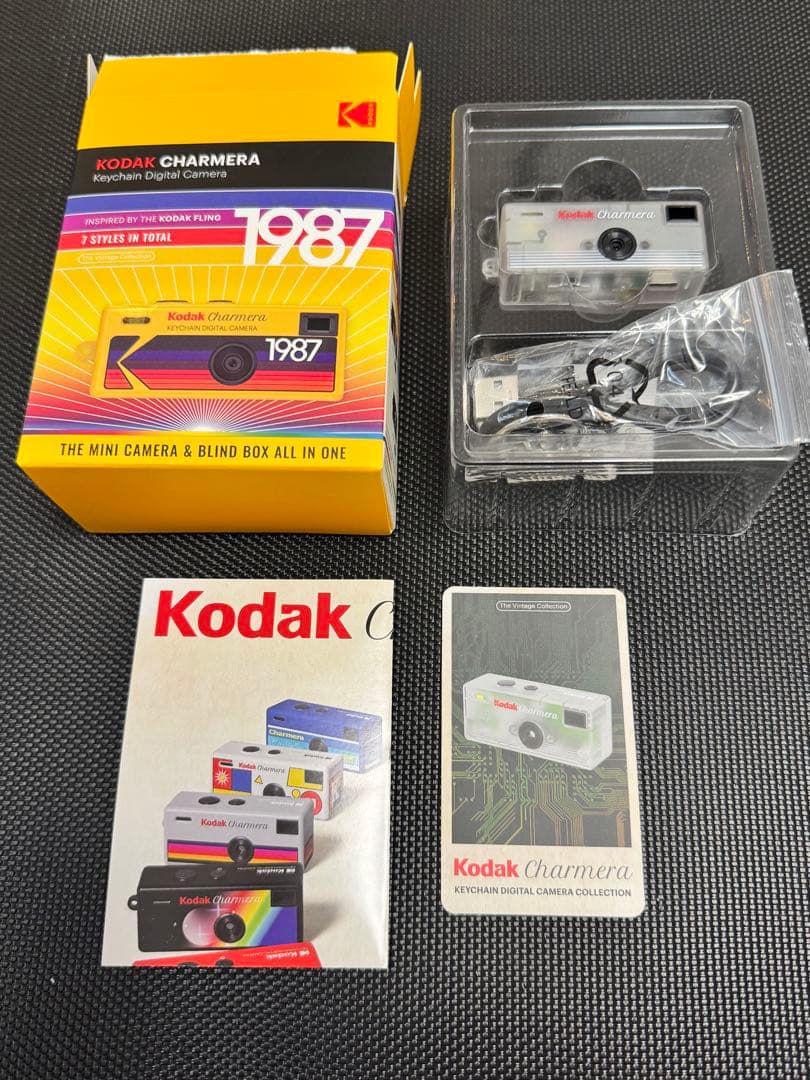 Kodak
KODAK CHARMERA
Keychain Digital Camera
INSPIRED BY THE KODAK FLING
7 STYLES IN TOTAL
The Vintage Collection
1987
Kodak Charmera
KEYCHAIN DIGITAL CAMERA
1987
THE MINI CAMERA & BLIND BOX ALL IN ONE
Kodak Charmera
Kodak C
Charmera
Kodak Charmera
Kodak Charmera
Kodak Charmera
The Vintage Collection
Kodak Charmera
Kodak Charmera
KEYCHAIN DIGITAL CAMERA COLLECTION